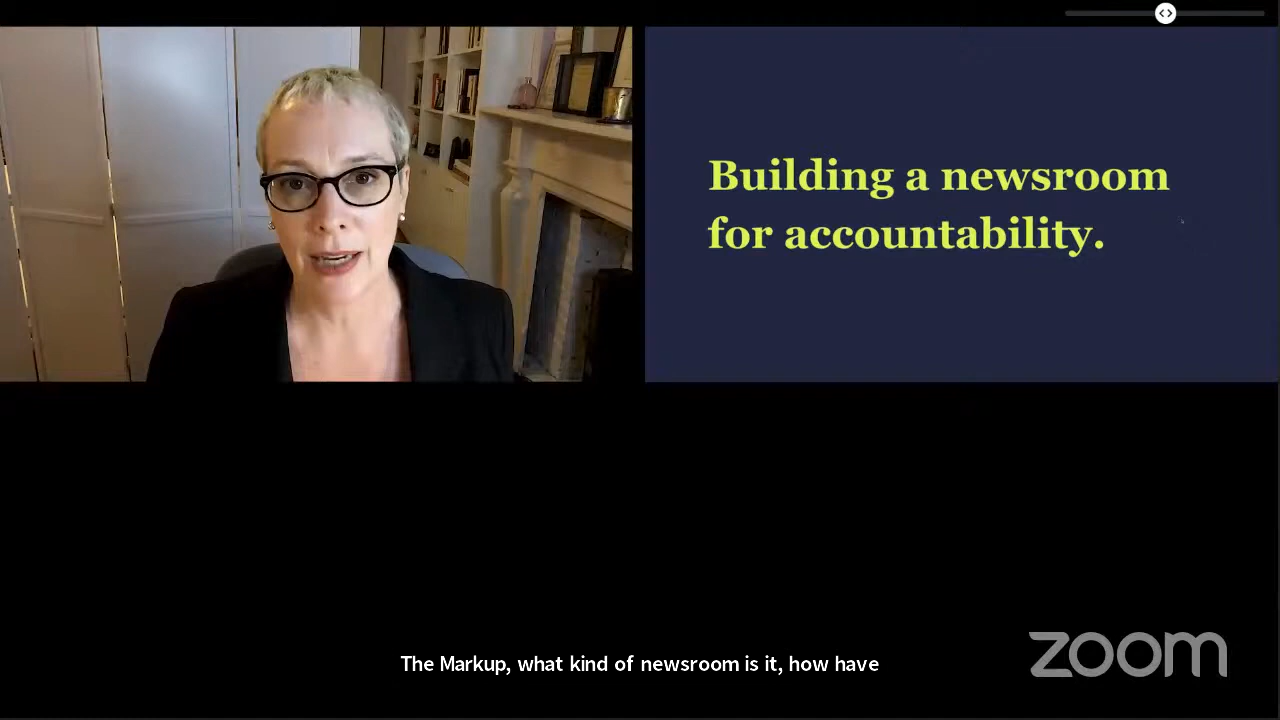 Building a newsroom
for accountability.
The Markup, what kind of newsroom is it, how have
zoom